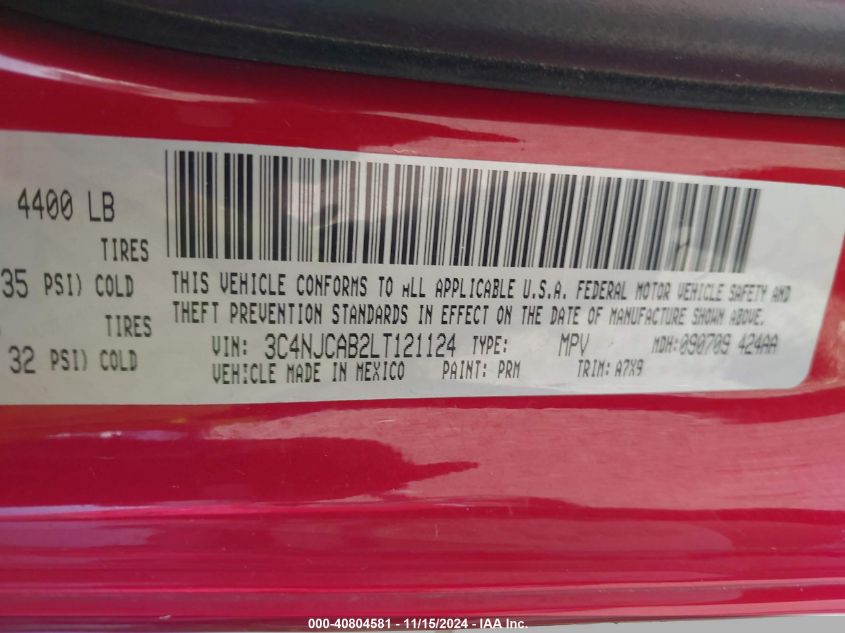 4400 LB
TIRES
35 PSI) COLD
TIRES
32 PSI) COLD
THIS VEHICLE CONFORMS TO ALL APPLICABLE U.S.A. FEDERAL MOTOR VEHICLE SAFETY AND
THEFT PREVENTION STANDARDS IN EFFECT ON THE DATE OF MANUFACTURE SHOWN ABOVE.
VIN: 3C4NJCAB2LT121124 TYPE: MPV MDH:090709 424AA
VEHICLE MADE IN MEXICO PAINT: PRM TRIM: A7X9
000-40804581 - 11/15/2024 - IAA Inc.